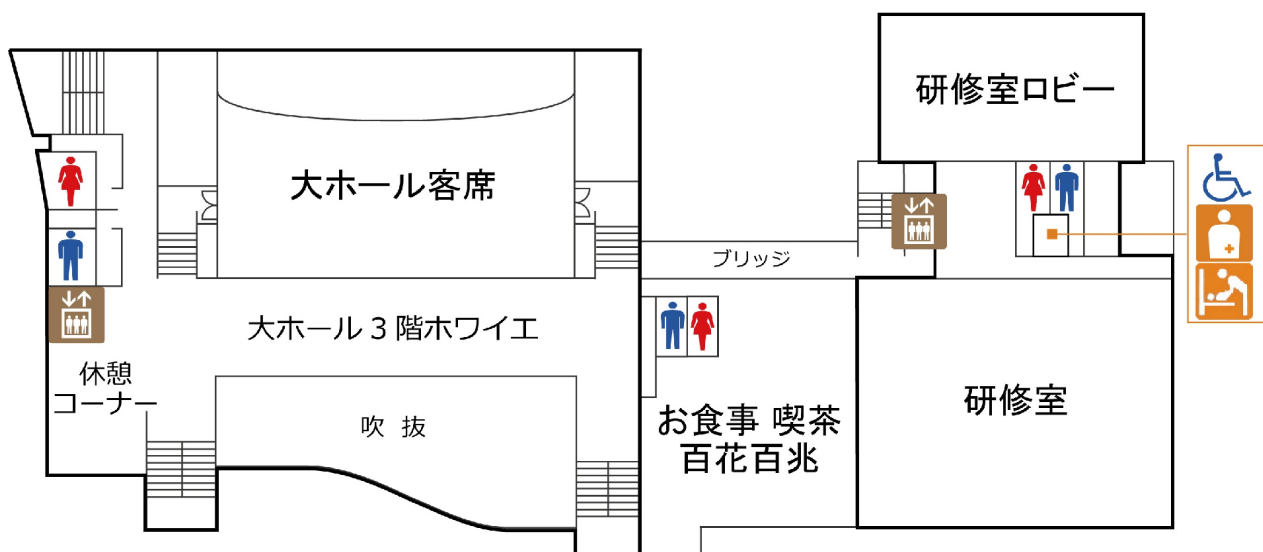 研修室ロビー
大ホール客席
ブリッジ
大ホール3階ホワイエ
休憩
コーナー
吹 抜
お食事 喫茶
百花百兆
研修室